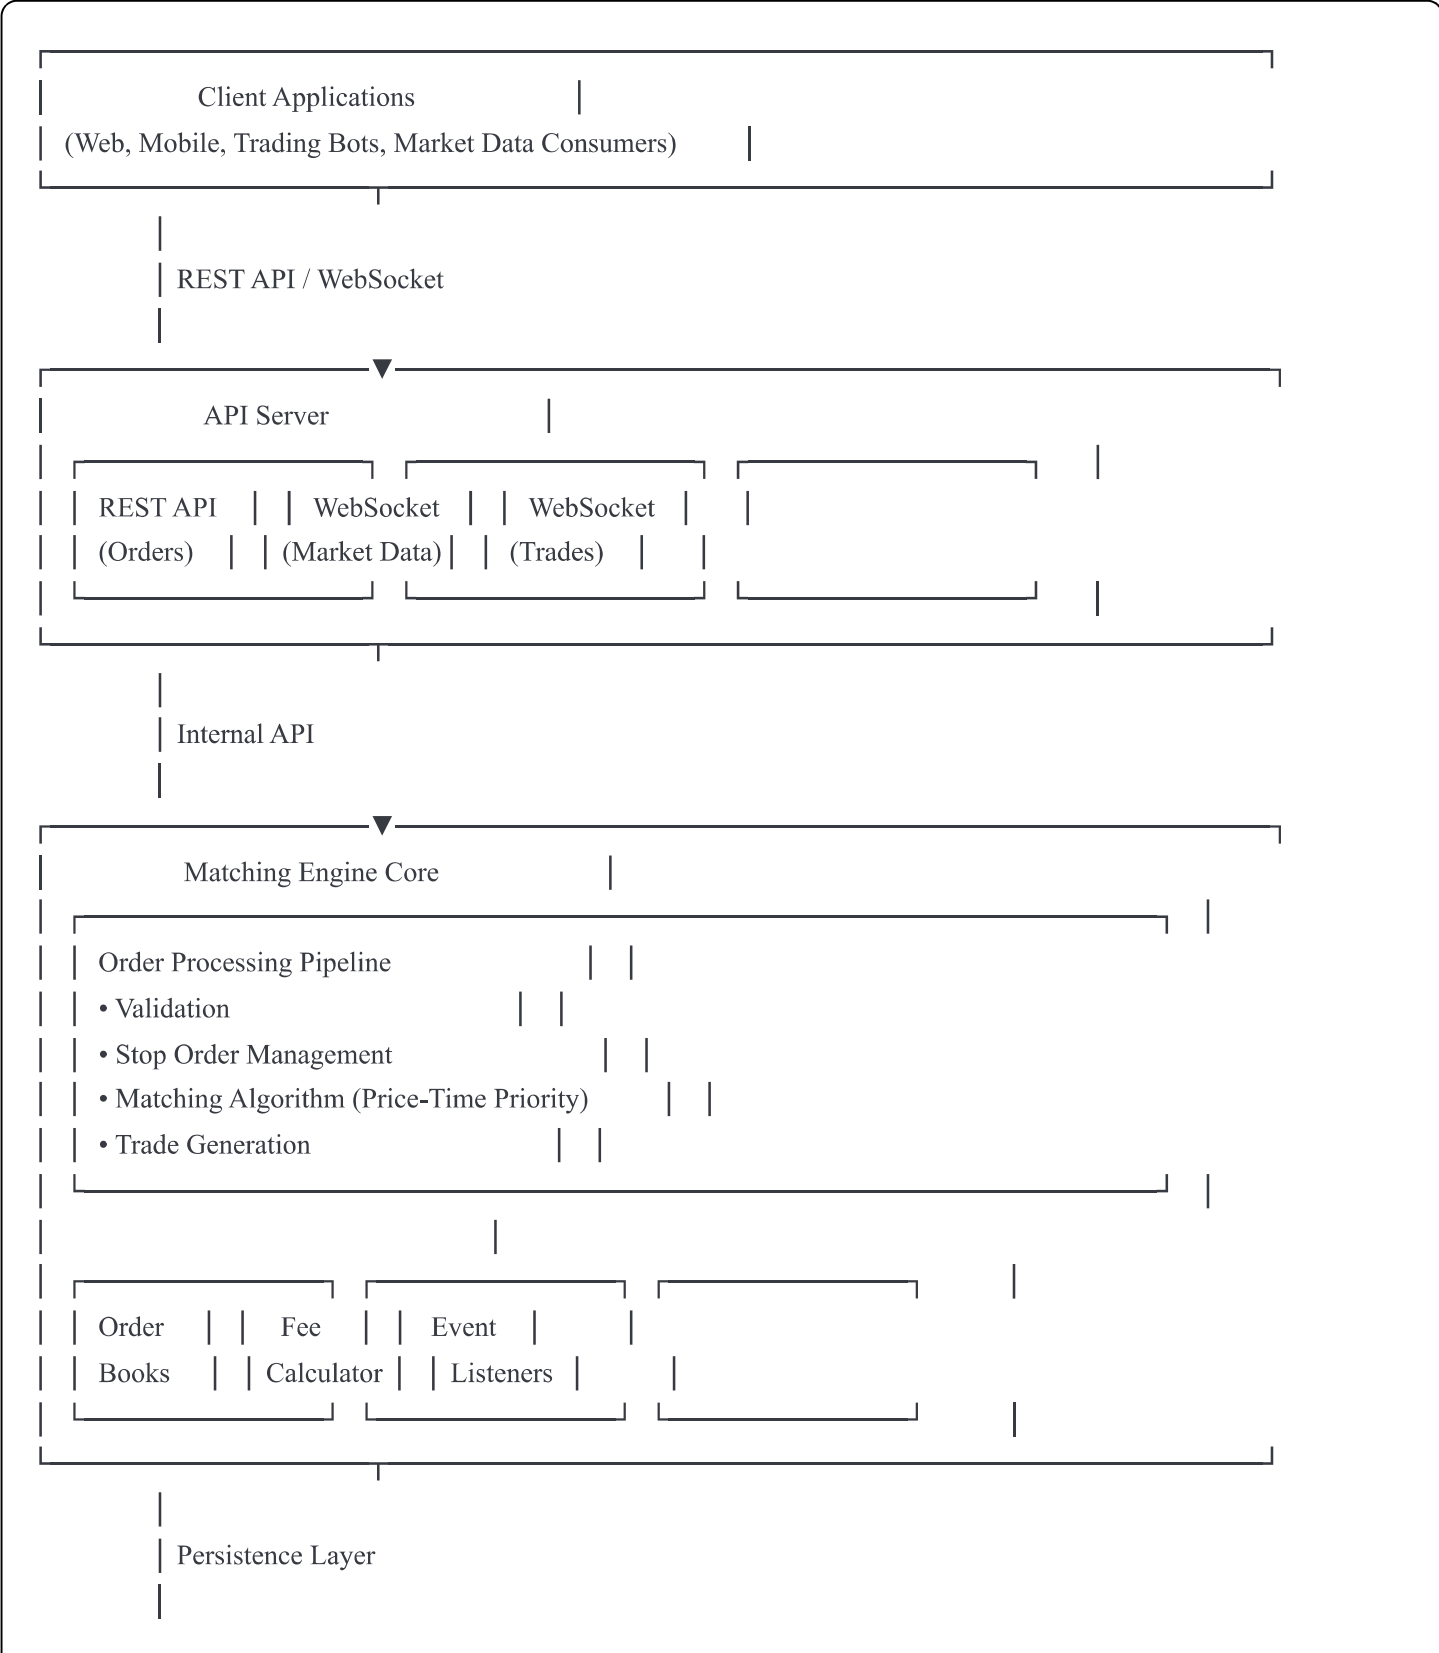 Client Applications
(Web, Mobile, Trading Bots, Market Data Consumers)
REST API / WebSocket
API Server
REST API WebSocket WebSocket
(Orders) (Market Data) (Trades)
Internal API
Matching Engine Core
Order Processing Pipeline
• Validation
• Stop Order Management
• Matching Algorithm (Price-Time Priority)
• Trade Generation
Order Fee Event
Books Calculator Listeners
Persistence Layer